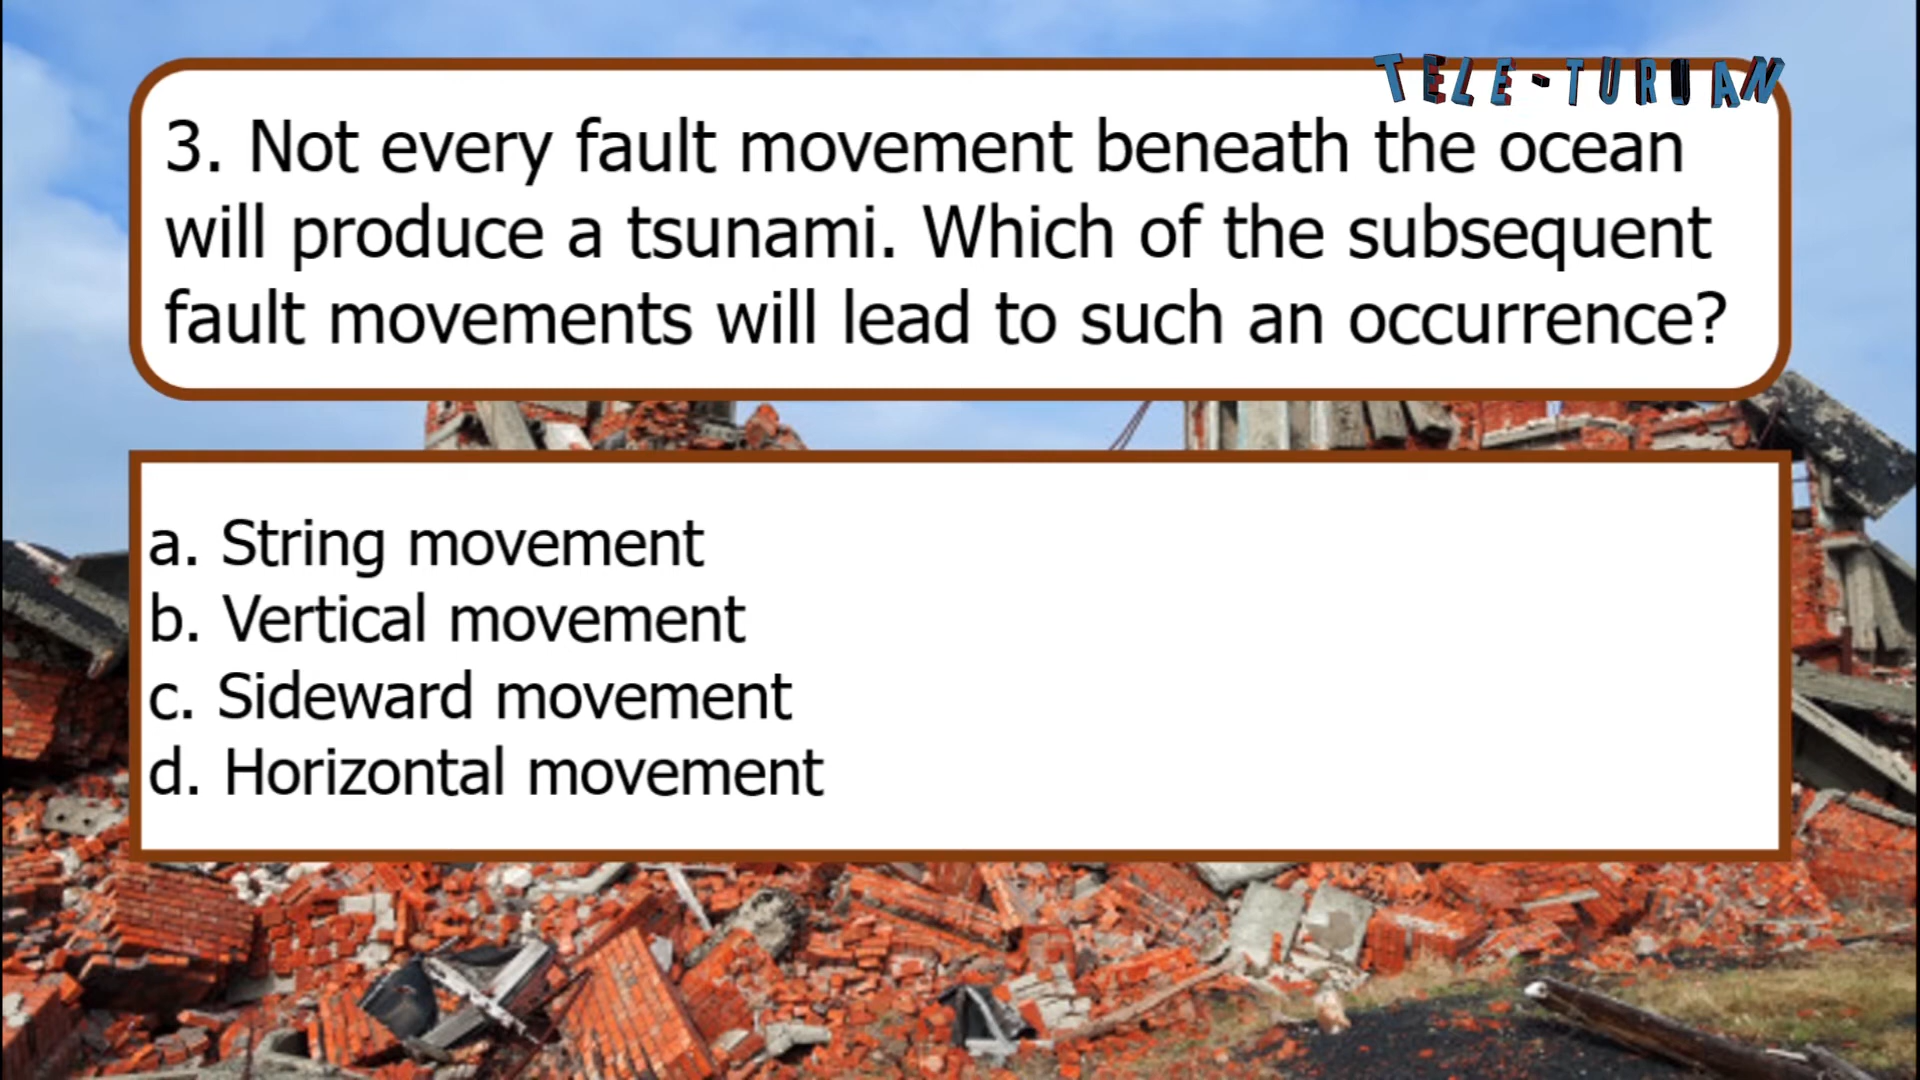 TELE-TURUAN
3. Not every fault movement beneath the ocean
will produce a tsunami. Which of the subsequent
fault movements will lead to such an occurrence?
a. String movement
b. Vertical movement
c. Sideward movement
d. Horizontal movement